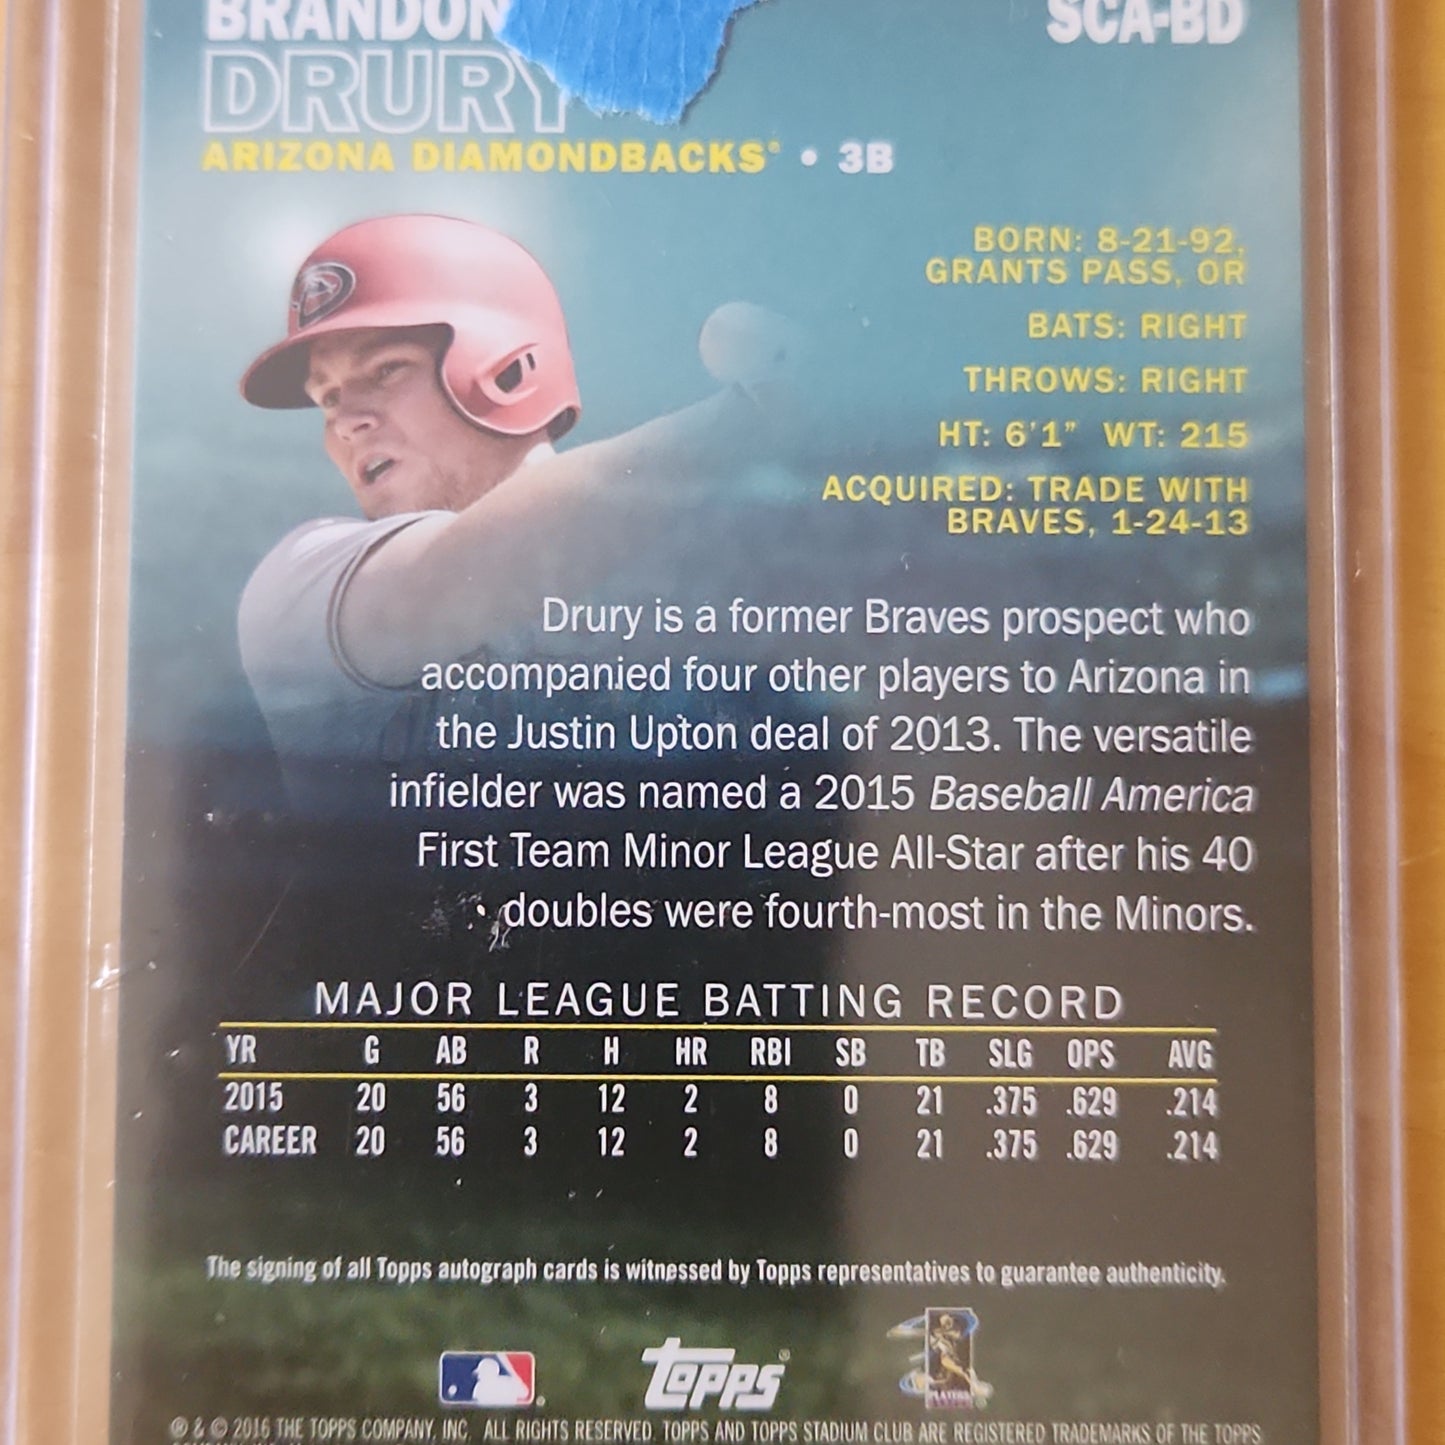 BRANDON
SCA-BD
DRURY
ARIZONA DIAMONDBACKS® • 3B
BORN: 8-21-92,
GRANTS PASS, OR
BATS: RIGHT
THROWS: RIGHT
HT: 6'1" WT: 215
ACQUIRED: TRADE WITH
BRAVES, 1-24-13
Drury is a former Braves prospect who
accompanied four other players to Arizona in
the Justin Upton deal of 2013. The versatile
infielder was named a 2015 Baseball America
First Team Minor League All-Star after his 40
doubles were fourth-most in the Minors.
MAJOR LEAGUE BATTING RECORD
YR G AB R H HR RBI SB TB SLG OPS AVG
2015 20 56 3 12 2 8 0 21 .375 .629 .214
CAREER 20 56 3 12 2 8 0 21 .375 .629 .214
The signing of all Topps autograph cards is witnessed by Topps representatives to guarantee authenticity.
topps®
PLAYERS
® & © 2016 THE TOPPS COMPANY, INC. ALL RIGHTS RESERVED. TOPPS AND TOPPS STADIUM CLUB ARE REGISTERED TRADEMARKS OF THE TOPPS